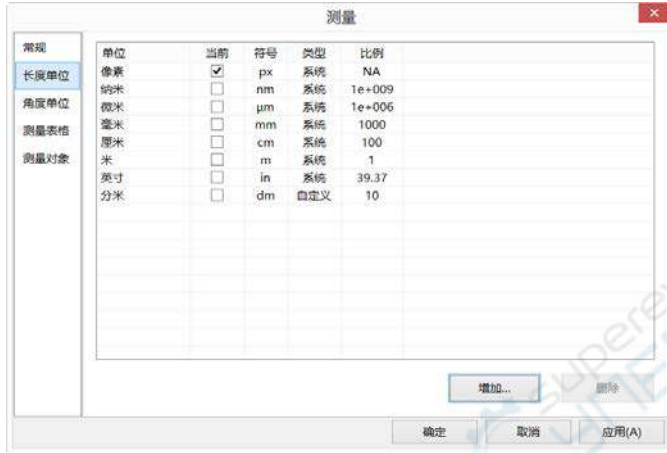 测量
常规
长度单位
角度单位
测量表格
测量对象
单位 当前 符号 类型 比例
像素 px 系统 NA
纳米 nm 系统 1e+009
微米 μm 系统 1e+006
毫米 mm 系统 1000
厘米 cm 系统 100
米 m 系统 1
英寸 in 系统 39.37
分米 dm 自定义 10
增加... 删除
确定 取消 应用(A)